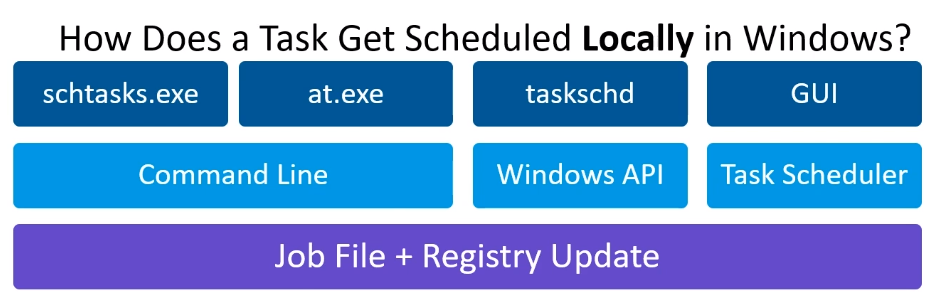 How Does a Task Get Scheduled Locally in Windows?
schtasks.exe at.exe taskschd GUI
Command Line Windows API Task Scheduler
Job File + Registry Update